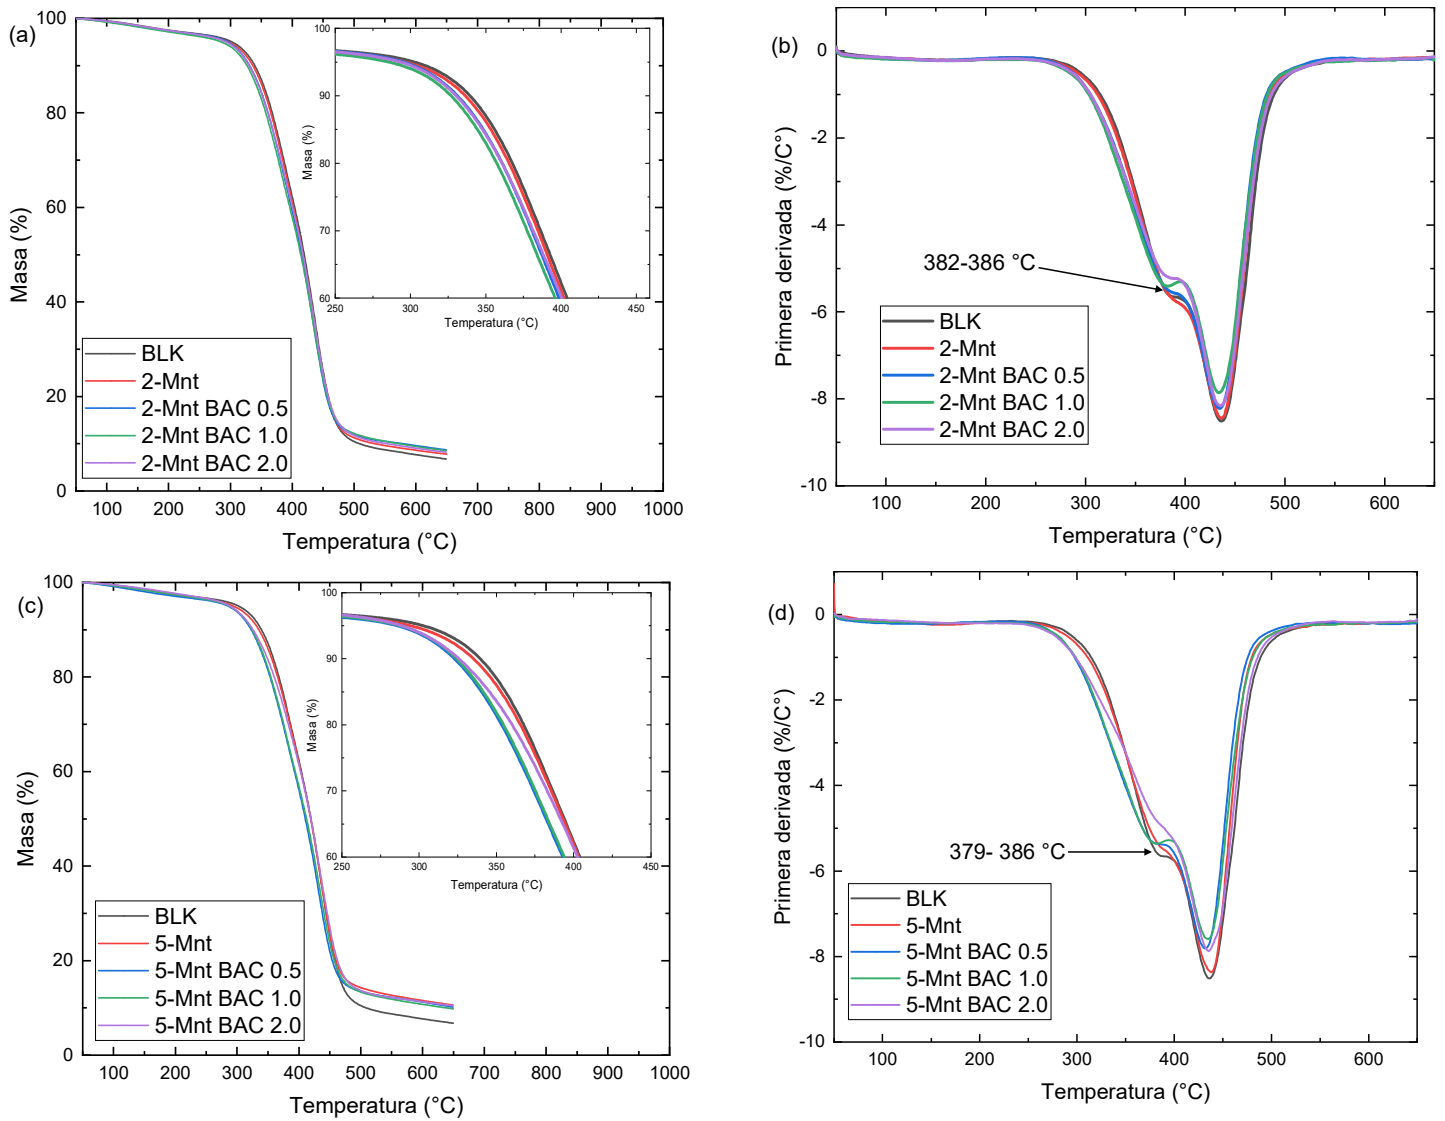 (a)
100
80
60
40
20
0
Masa (%)
100
90
80
70
60
Masa (%)
250
300
350
400
450
Temperatura (°C)
BLK
2-Mnt
2-Mnt BAC 0.5
2-Mnt BAC 1.0
2-Mnt BAC 2.0
100
200
300
400
500
600
700
800
900
1000
Temperatura (°C)
(b)
0
-2
-4
-6
-8
-10
Primera derivada (%/C°)
382-386 °C
BLK
2-Mnt
2-Mnt BAC 0.5
2-Mnt BAC 1.0
2-Mnt BAC 2.0
100
200
300
400
500
600
Temperatura (°C)
(c)
100
80
60
40
20
0
Masa (%)
100
90
80
70
60
Masa (%)
250
300
350
400
450
Temperatura (°C)
BLK
5-Mnt
5-Mnt BAC 0.5
5-Mnt BAC 1.0
5-Mnt BAC 2.0
100
200
300
400
500
600
700
800
900
1000
Temperatura (°C)
(d)
0
-2
-4
-6
-8
-10
Primera derivada (%/C°)
379- 386 °C
BLK
5-Mnt
5-Mnt BAC 0.5
5-Mnt BAC 1.0
5-Mnt BAC 2.0
100
200
300
400
500
600
Temperatura (°C)